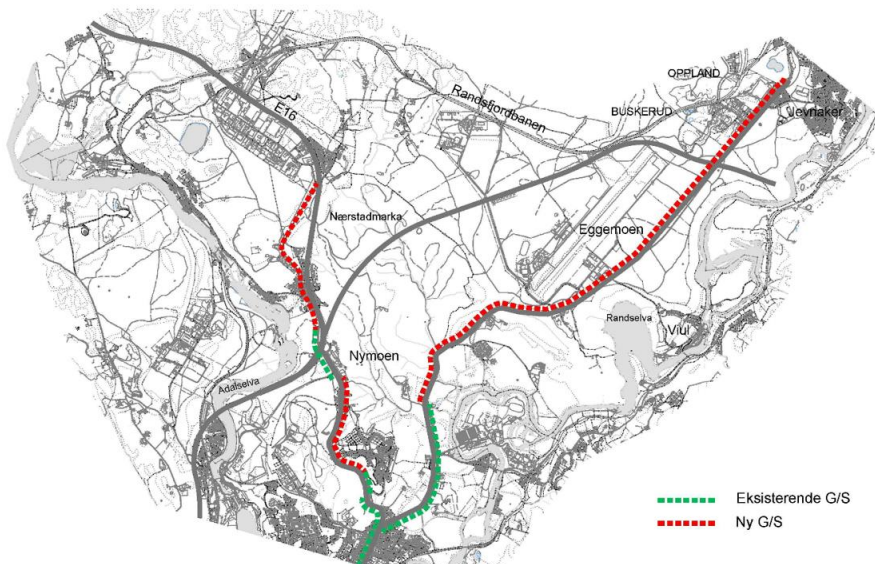 OPPLAND
Randsfjordbanen
BUSKERUD
Jevnaker
E16
Nærstadmarka
Eggemoen
Randselva
Viul
Nymoen
Adalselva
Eksisterende G/S
Ny G/S